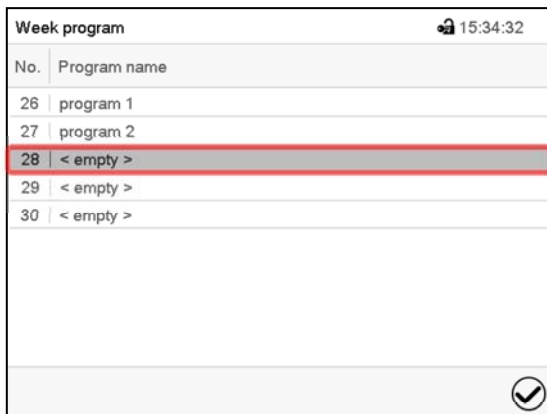 Week program 15:34:32
No. Program name
26 program 1
27 program 2
28 < empty >
29 < empty >
30 < empty >